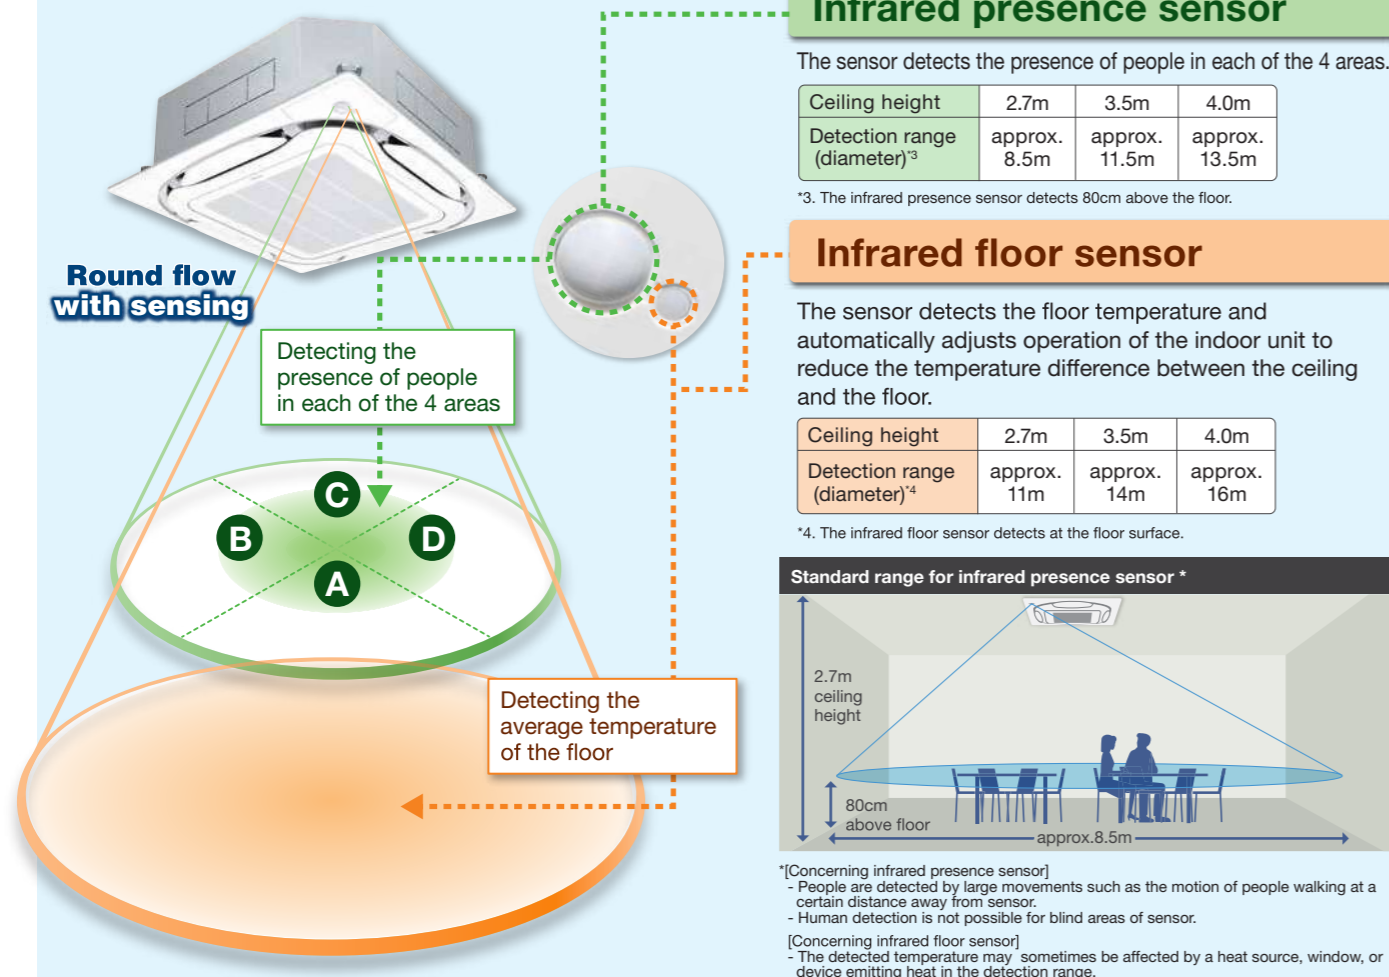 Infrared presence sensor
The sensor detects the presence of people in each of the 4 areas.
Ceiling height 2.7m 3.5m 4.0m
Detection range (diameter)*3 approx. 8.5m approx. 11.5m approx. 13.5m
*3. The infrared presence sensor detects 80cm above the floor.
Infrared floor sensor
The sensor detects the floor temperature and
automatically adjusts operation of the indoor unit to
reduce the temperature difference between the ceiling
and the floor.
Ceiling height 2.7m 3.5m 4.0m
Detection range (diameter)*4 approx. 11m approx. 14m approx. 16m
*4. The infrared floor sensor detects at the floor surface.
Round flow
with sensing
Detecting the
presence of people
in each of the 4 areas
C
B D
A
Detecting the
average temperature
of the floor
Standard range for infrared presence sensor *
2.7m
ceiling
height
80cm
above floor
approx.8.5m
*[Concerning infrared presence sensor]
- People are detected by large movements such as the motion of people walking at a
certain distance away from sensor.
- Human detection is not possible for blind areas of sensor.
[Concerning infrared floor sensor]
- The detected temperature may sometimes be affected by a heat source, window, or
device emitting heat in the detection range.